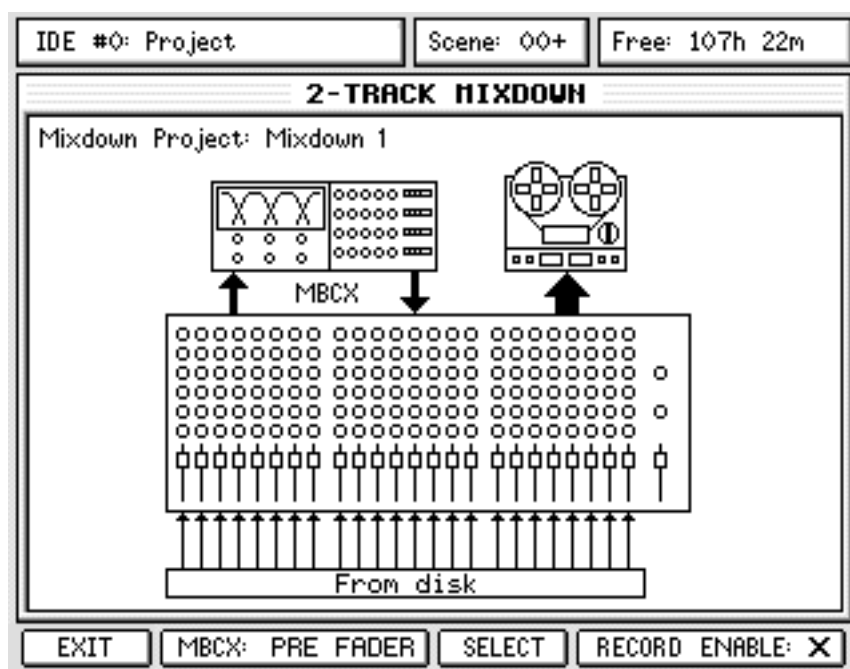 IDE #0: Project
Scene: 00+
Free: 107h 22m
2-TRACK MIXDOWN
Mixdown Project: Mixdown 1
MBCX
From disk
EXIT
MBCX: PRE FADER
SELECT
RECORD ENABLE: X